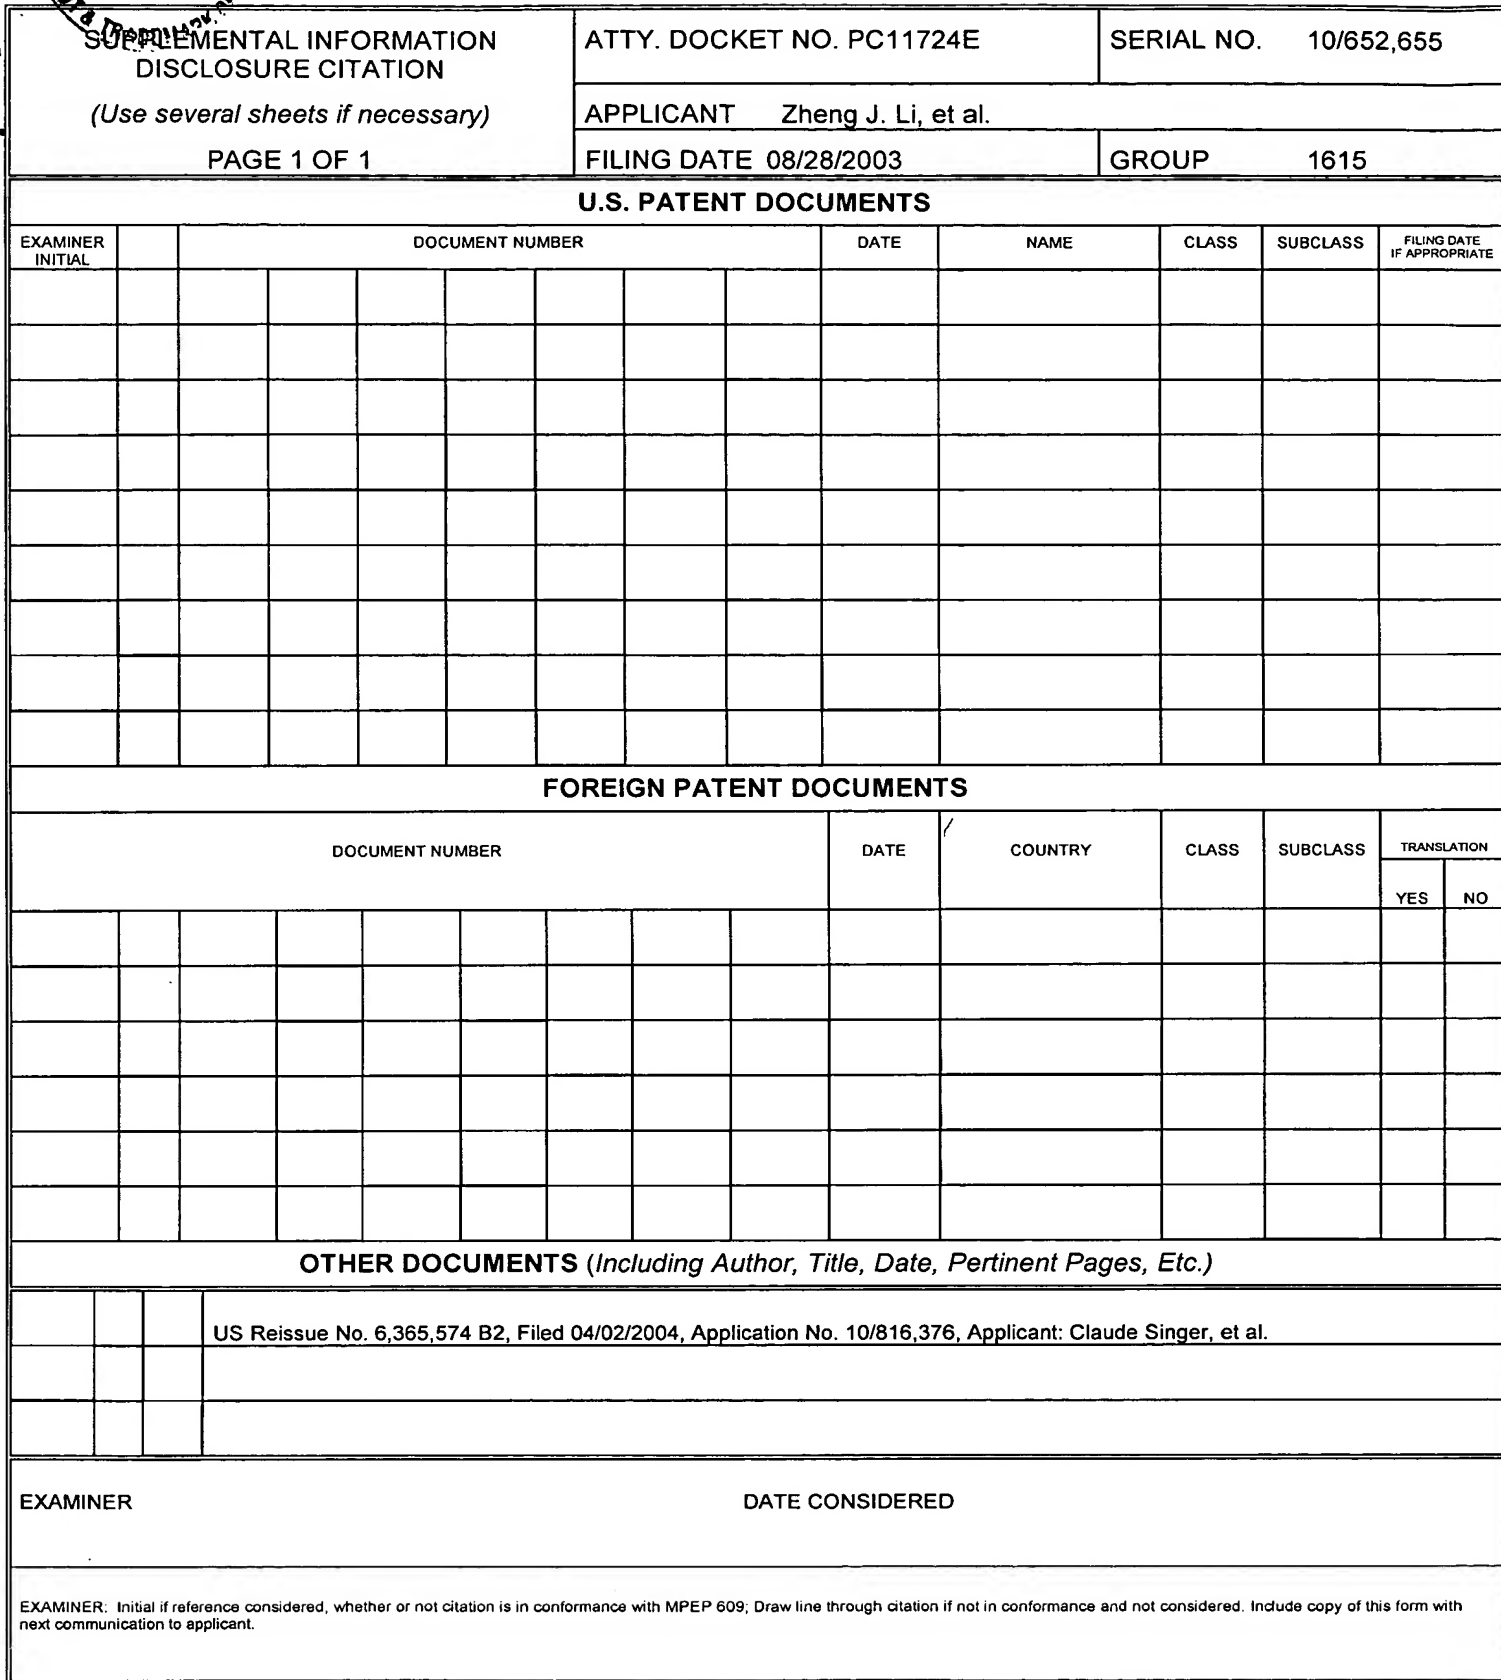 SUPPLEMENTAL INFORMATION
DISCLOSURE CITATION
(Use several sheets if necessary)
PAGE 1 OF 1
ATTY. DOCKET NO. PC11724E
SERIAL NO. 10/652,655
APPLICANT Zheng J. Li, et al.
FILING DATE 08/28/2003
GROUP 1615
U.S. PATENT DOCUMENTS
EXAMINER
INITIAL
DOCUMENT NUMBER
DATE
NAME
CLASS
SUBCLASS
FILING DATE
IF APPROPRIATE
FOREIGN PATENT DOCUMENTS
DOCUMENT NUMBER
DATE
COUNTRY
CLASS
SUBCLASS
TRANSLATION
YES
NO
OTHER DOCUMENTS (Including Author, Title, Date, Pertinent Pages, Etc.)
US Reissue No. 6,365,574 B2, Filed 04/02/2004, Application No. 10/816,376, Applicant: Claude Singer, et al.
EXAMINER
DATE CONSIDERED
EXAMINER: Initial if reference considered, whether or not citation is in conformance with MPEP 609; Draw line through citation if not in conformance and not considered. Include copy of this form with
next communication to applicant.